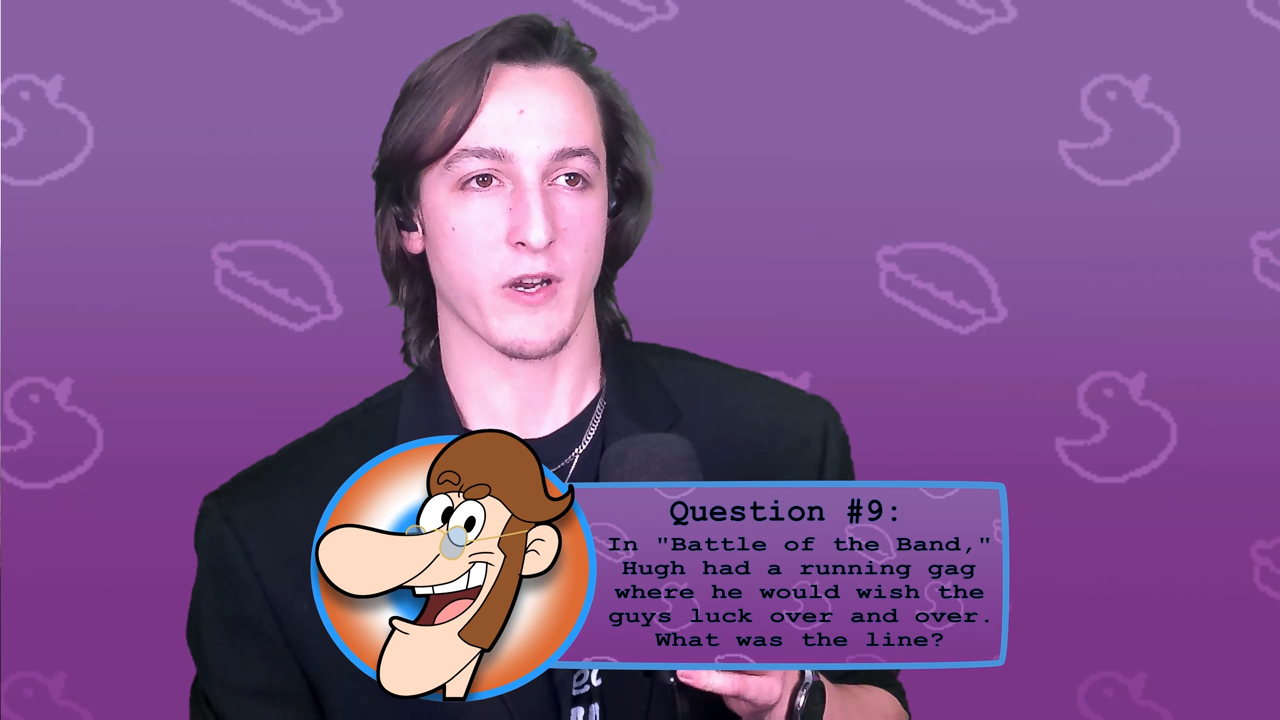 Question #9:
In "Battle of the Band,"
Hugh had a running gag
where he would wish the
guys luck over and over.
What was the line?